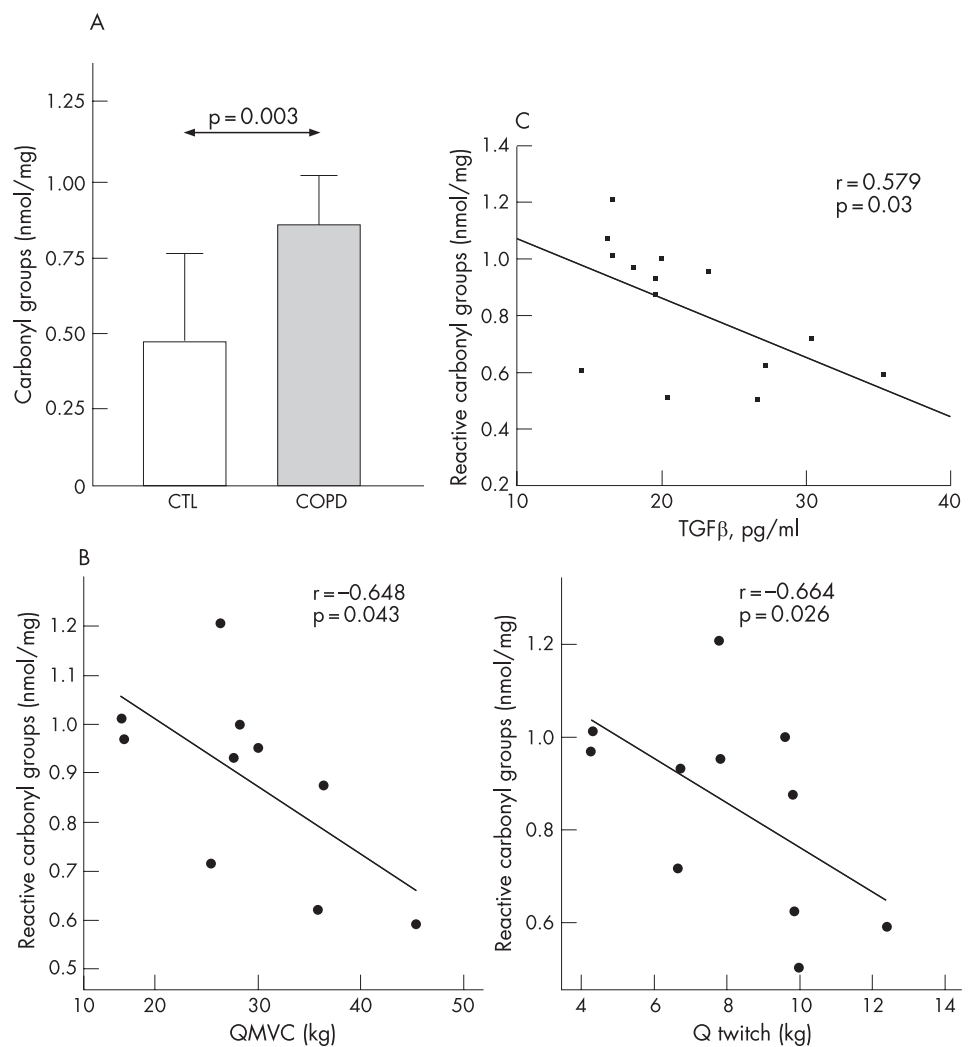 A
Carbonyl groups (nmol/mg)
1.25
1.00
0.75
0.50
0.25
0
p=0.003
CTL
COPD
C
Reactive carbonyl groups (nmol/mg)
1.4
1.2
1.0
0.8
0.6
0.4
0.2
r=0.579
p=0.03
10
20
30
40
TGFβ, pg/ml
B
Reactive carbonyl groups (nmol/mg)
1.2
1.1
1.0
0.9
0.8
0.7
0.6
0.5
r=−0.648
p=0.043
10
20
30
40
50
QMVC (kg)
Reactive carbonyl groups (nmol/mg)
1.2
1.0
0.8
0.6
r=−0.664
p=0.026
4
6
8
10
12
14
Q twitch (kg)